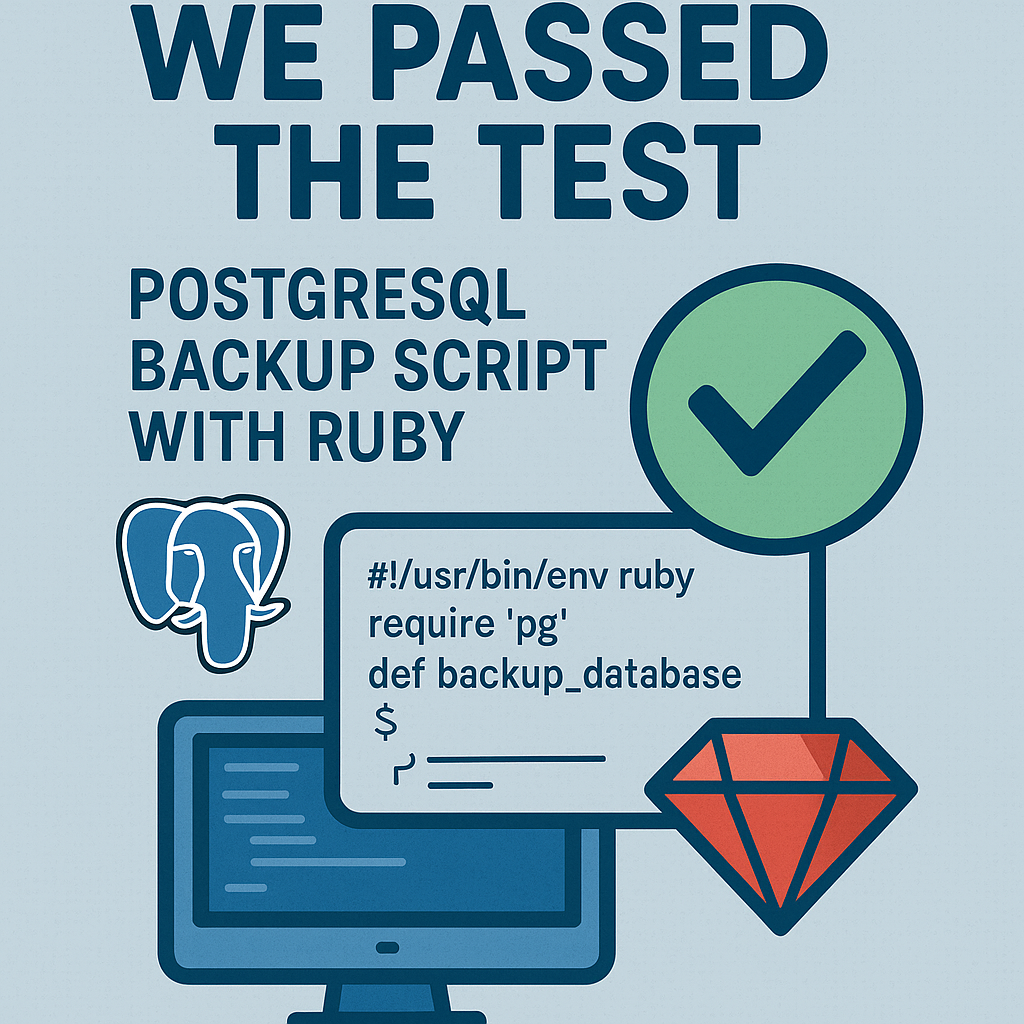 WE PASSED
THE TEST
POSTGRESQL
BACKUP SCRIPT
WITH RUBY
#!/usr/bin/env ruby
require 'pg'
def backup_database
$